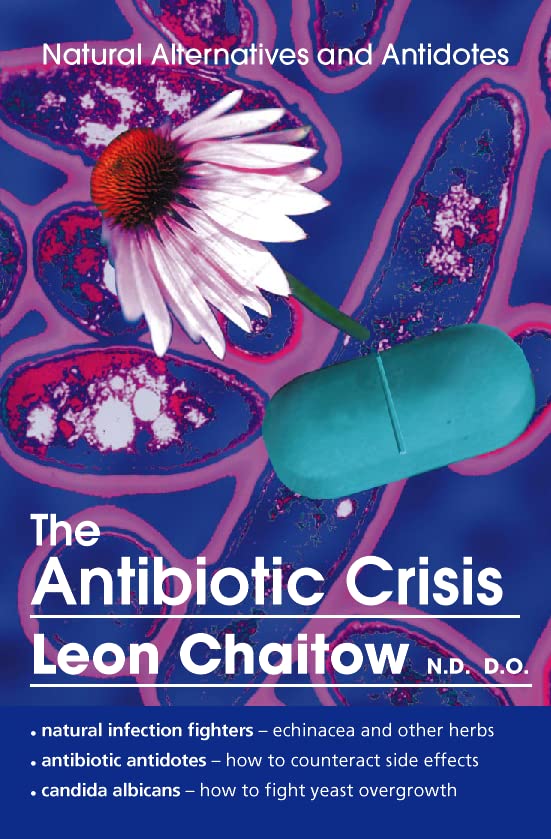 Natural Alternatives and Antidotes
The
Antibiotic Crisis
Leon Chaitow N.D. D.O.
• natural infection fighters – echinacea and other herbs
• antibiotic antidotes – how to counteract side effects
• candida albicans – how to fight yeast overgrowth